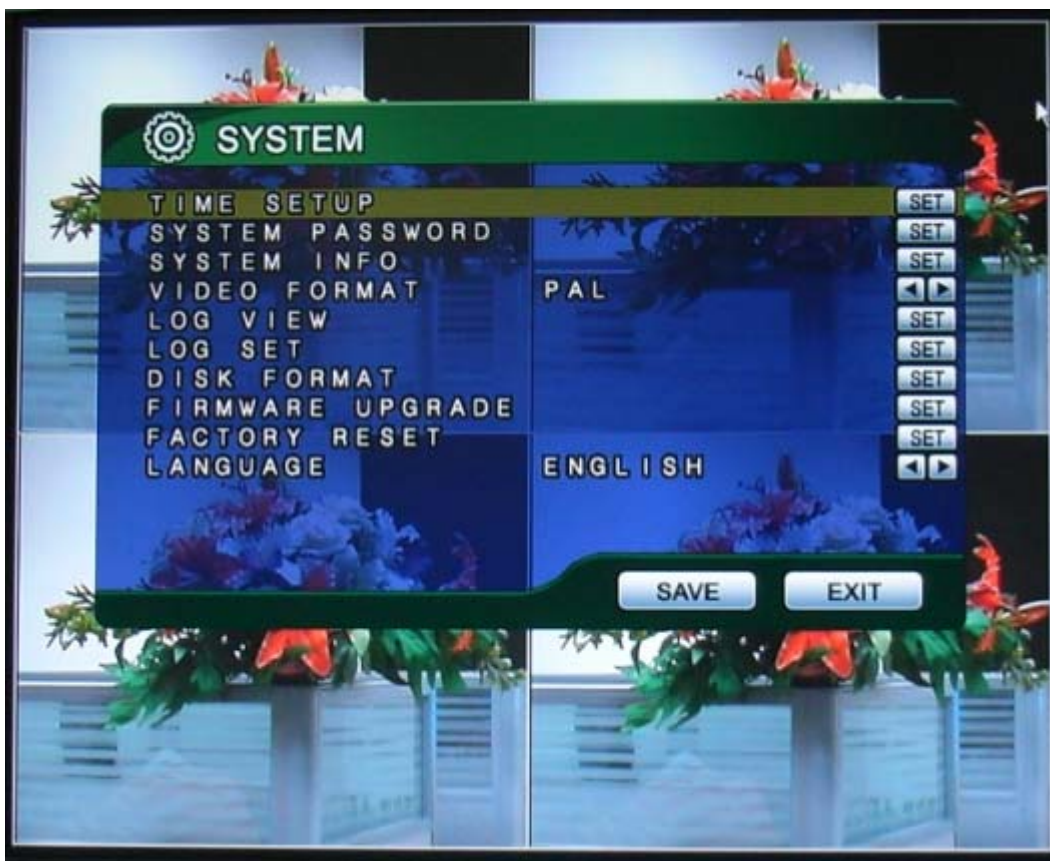 SYSTEM
TIME SETUP SET
SYSTEM PASSWORD SET
SYSTEM INFO SET
VIDEO FORMAT PAL
LOG VIEW SET
LOG SET SET
DISK FORMAT SET
FIRMWARE UPGRADE SET
FACTORY RESET SET
LANGUAGE ENGLISH
SAVE EXIT